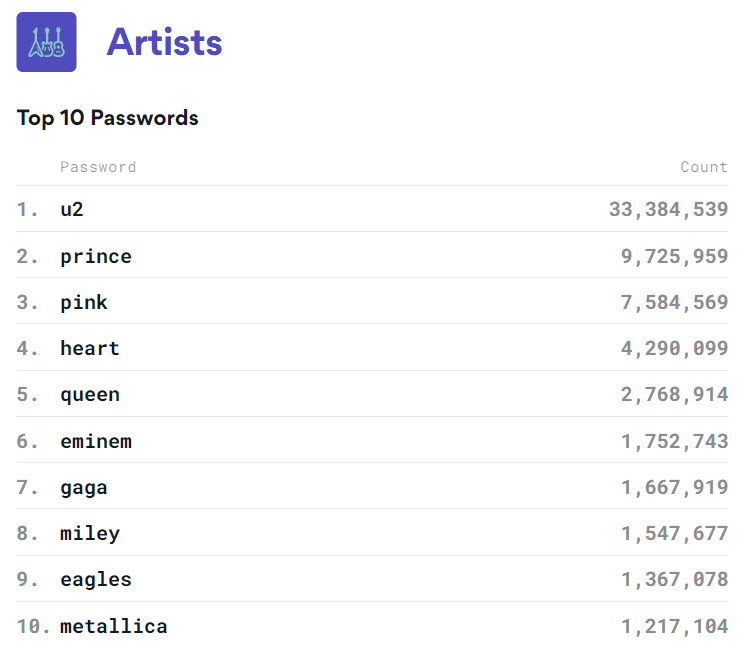 Artists
Top 10 Passwords
Password Count
1. u2 33,384,539
2. prince 9,725,959
3. pink 7,584,569
4. heart 4,290,099
5. queen 2,768,914
6. eminem 1,752,743
7. gaga 1,667,919
8. miley 1,547,677
9. eagles 1,367,078
10. metallica 1,217,104